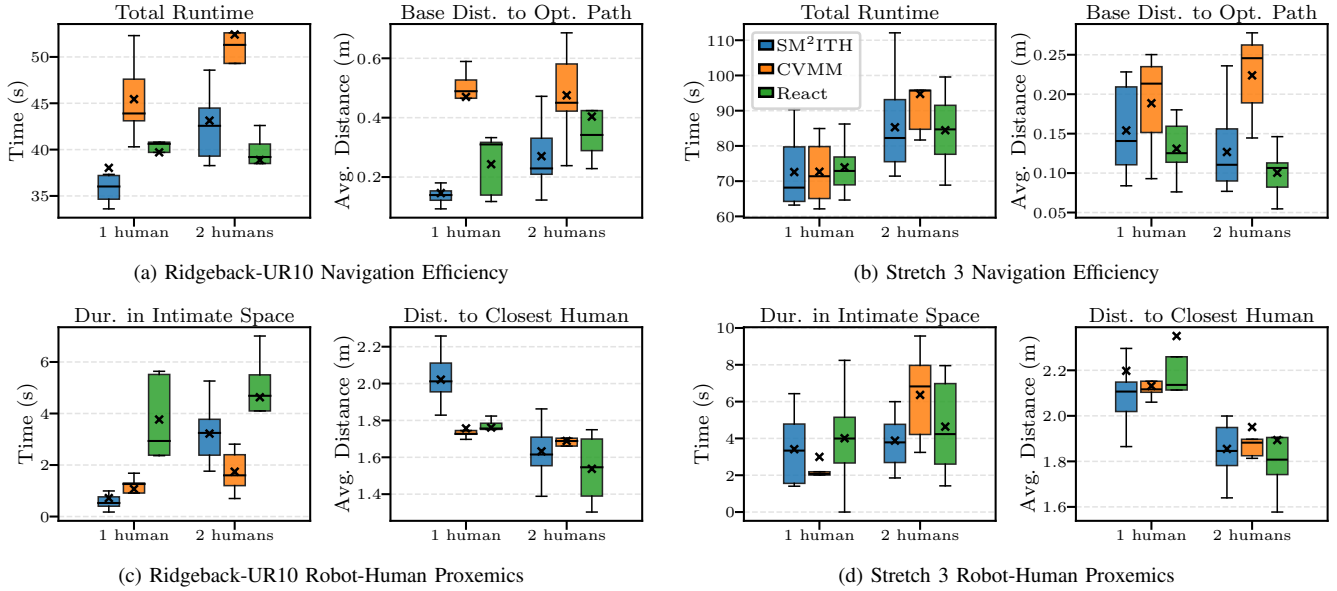 Total Runtime
Base Dist. to Opt. Path
Total Runtime
Base Dist. to Opt. Path
Time (s)
50
45
40
35
1 human
2 humans
Avg. Distance (m)
0.6
0.4
0.2
1 human
2 humans
Time (s)
110
100
90
80
70
60
SM²ITH
CVMM
React
1 human
2 humans
Avg. Distance (m)
0.25
0.20
0.15
0.10
0.05
1 human
2 humans
(a) Ridgeback-UR10 Navigation Efficiency
(b) Stretch 3 Navigation Efficiency
Dur. in Intimate Space
Dist. to Closest Human
Dur. in Intimate Space
Dist. to Closest Human
Time (s)
6
4
2
0
1 human
2 humans
Avg. Distance (m)
2.2
2.0
1.8
1.6
1.4
1 human
2 humans
Time (s)
10
8
6
4
2
0
1 human
2 humans
Avg. Distance (m)
2.2
2.0
1.8
1.6
1 human
2 humans
(c) Ridgeback-UR10 Robot-Human Proxemics
(d) Stretch 3 Robot-Human Proxemics